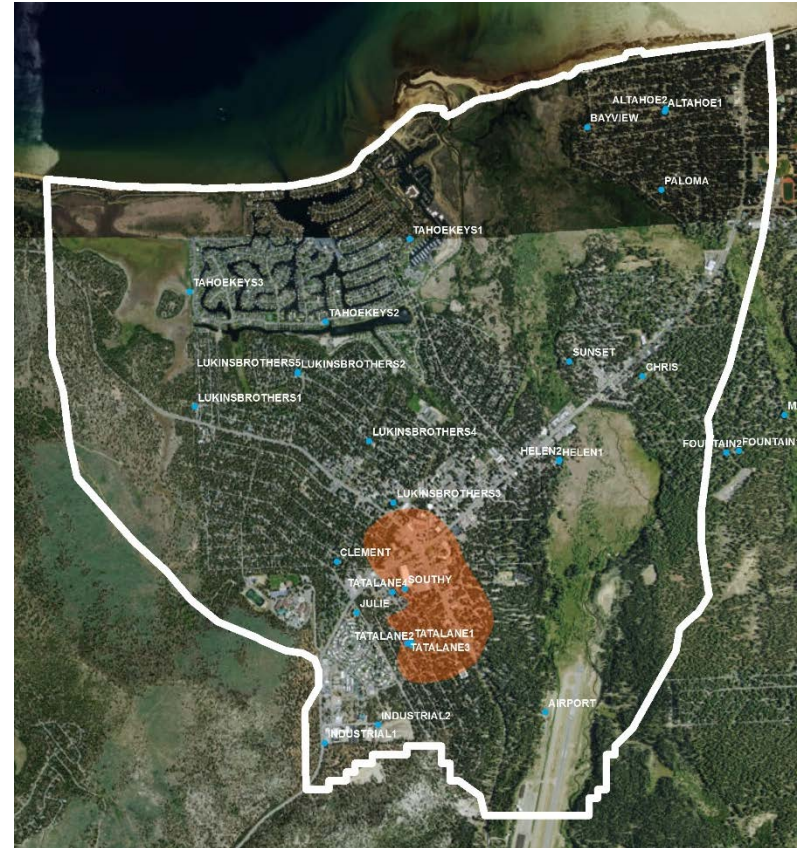 ALTAHOE2 ALTAHOE1
BAYVIEW
PALOMA
TAHOEKEYS1
TAHOEKEYS3
TAHOEKEYS2
SUNSET
LUKINSBROTHERS5 LUKINSBROTHERS2
CHRIS
LUKINSBROTHERS1
M
LUKINSBROTHERS4
HELEN2 HELEN1
FOUNTAIN2 FOUNTAIN
LUKINSBROTHERS3
CLEMENT
TATALANE4 SOUTHY
JULIE
TATALANE2 TATALANE1
TATALANE3
AIRPORT
INDUSTRIAL2
INDUSTRIAL1